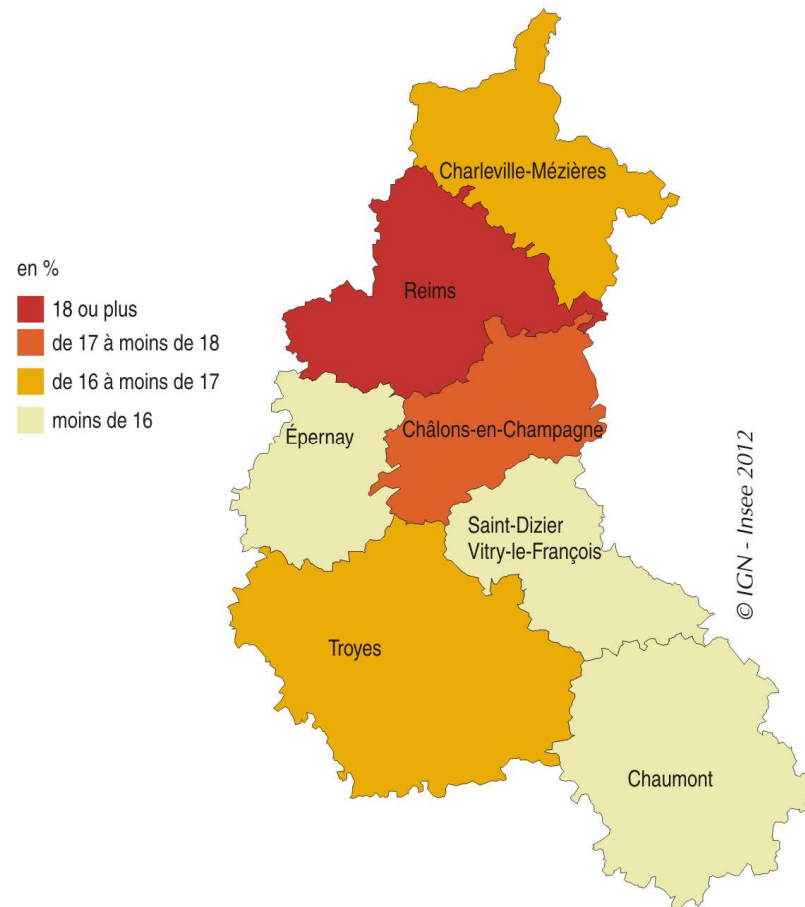 Charleville-Mézières
en %
18 ou plus
de 17 à moins de 18
de 16 à moins de 17
moins de 16
Reims
Épernay
Châlons-en-Champagne
Saint-Dizier
Vitry-le-François
Troyes
Chaumont
© IGN - Insee 2012